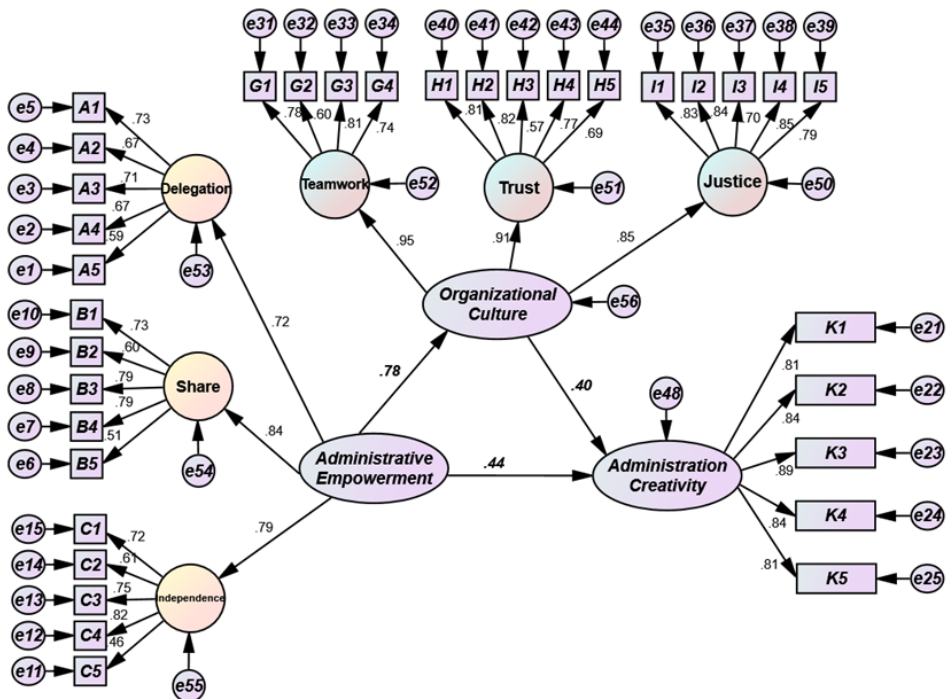 e31 e32 e33 e34 e40 e41 e42 e43 e44 e35 e36 e37 e38 e39
G1 G2 G3 G4 H1 H2 H3 H4 H5 I1 I2 I3 I4 I5
.78 .60 .81 .74 .81 .82 .57 .77 .69 .83 .84 .70 .85 .79
Teamwork e52 Trust e51 Justice e50
.95 .91 .85
e5 A1 .73
e4 A2 .67
e3 A3 .71
e2 A4 .67
e1 A5 .59
Delegation
e53
.72
Organizational
Culture
e56
.78
.40
e10 B1 .73
e9 B2 .60
e8 B3 .79
e7 B4 .79
e6 B5 .51
Share
e54
.84
Administrative
Empowerment
.44
e48
Administration
Creativity
K1 e21
.81
K2 e22
.84
K3 e23
.89
K4 e24
.84
K5 e25
.81
.79
e15 C1 .72
e14 C2 .61
e13 C3 .75
e12 C4 .82
e11 C5 .46
Independence
e55